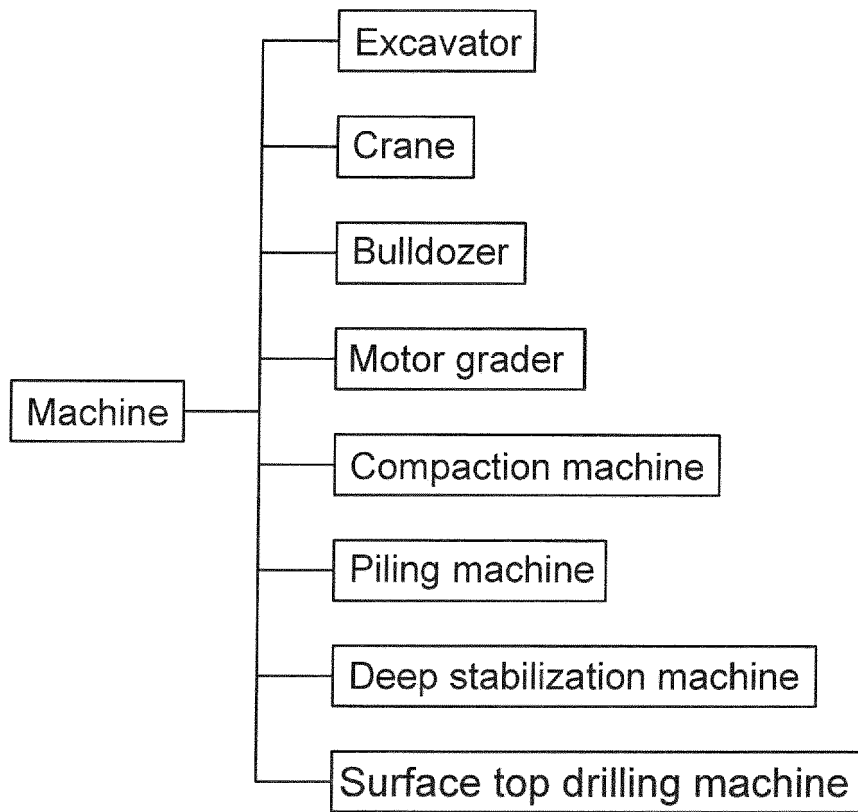 Excavator
Crane
Bulldozer
Motor grader
Machine
Compaction machine
Piling machine
Deep stabilization machine
Surface top drilling machine